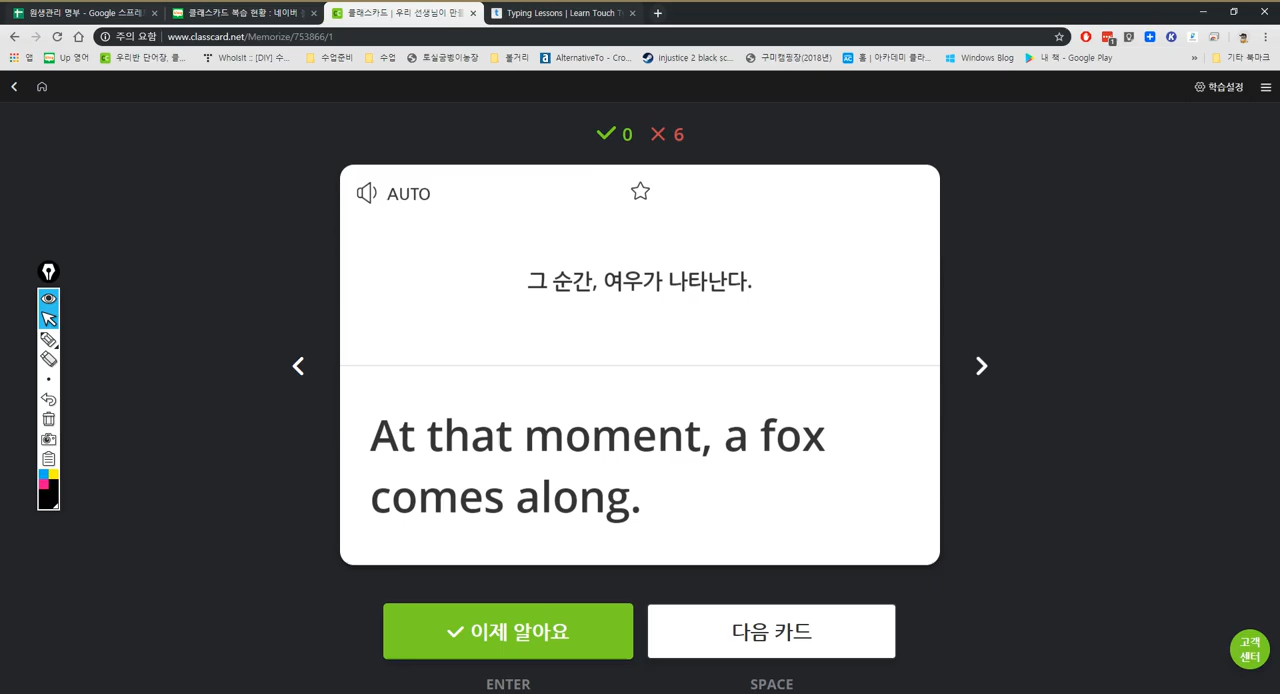 원생관리 명부 - Google 스프레
클래스카드 복습 현황 : 네이버
클래스카드 | 우리 선생님이 만들
Typing Lessons | Learn Touch T
주의 요함
www.classcard.net/Memorize/753866/1
앱
Up 영어
우리반 단어장, 클...
WhoIst :: [DIY] 수...
수업준비
수업
토실궁벵이농장
볼거리
AlternativeTo - Cro...
injustice 2 black sc...
구미캠핑장(2018년)
홈 | 아카데미 클라...
Windows Blog
내 책 - Google Play
»
기타 북마크
학습설정
0
6
AUTO
그 순간, 여우가 나타난다.
At that moment, a fox
comes along.
이제 알아요
다음 카드
ENTER
SPACE
고객
센터